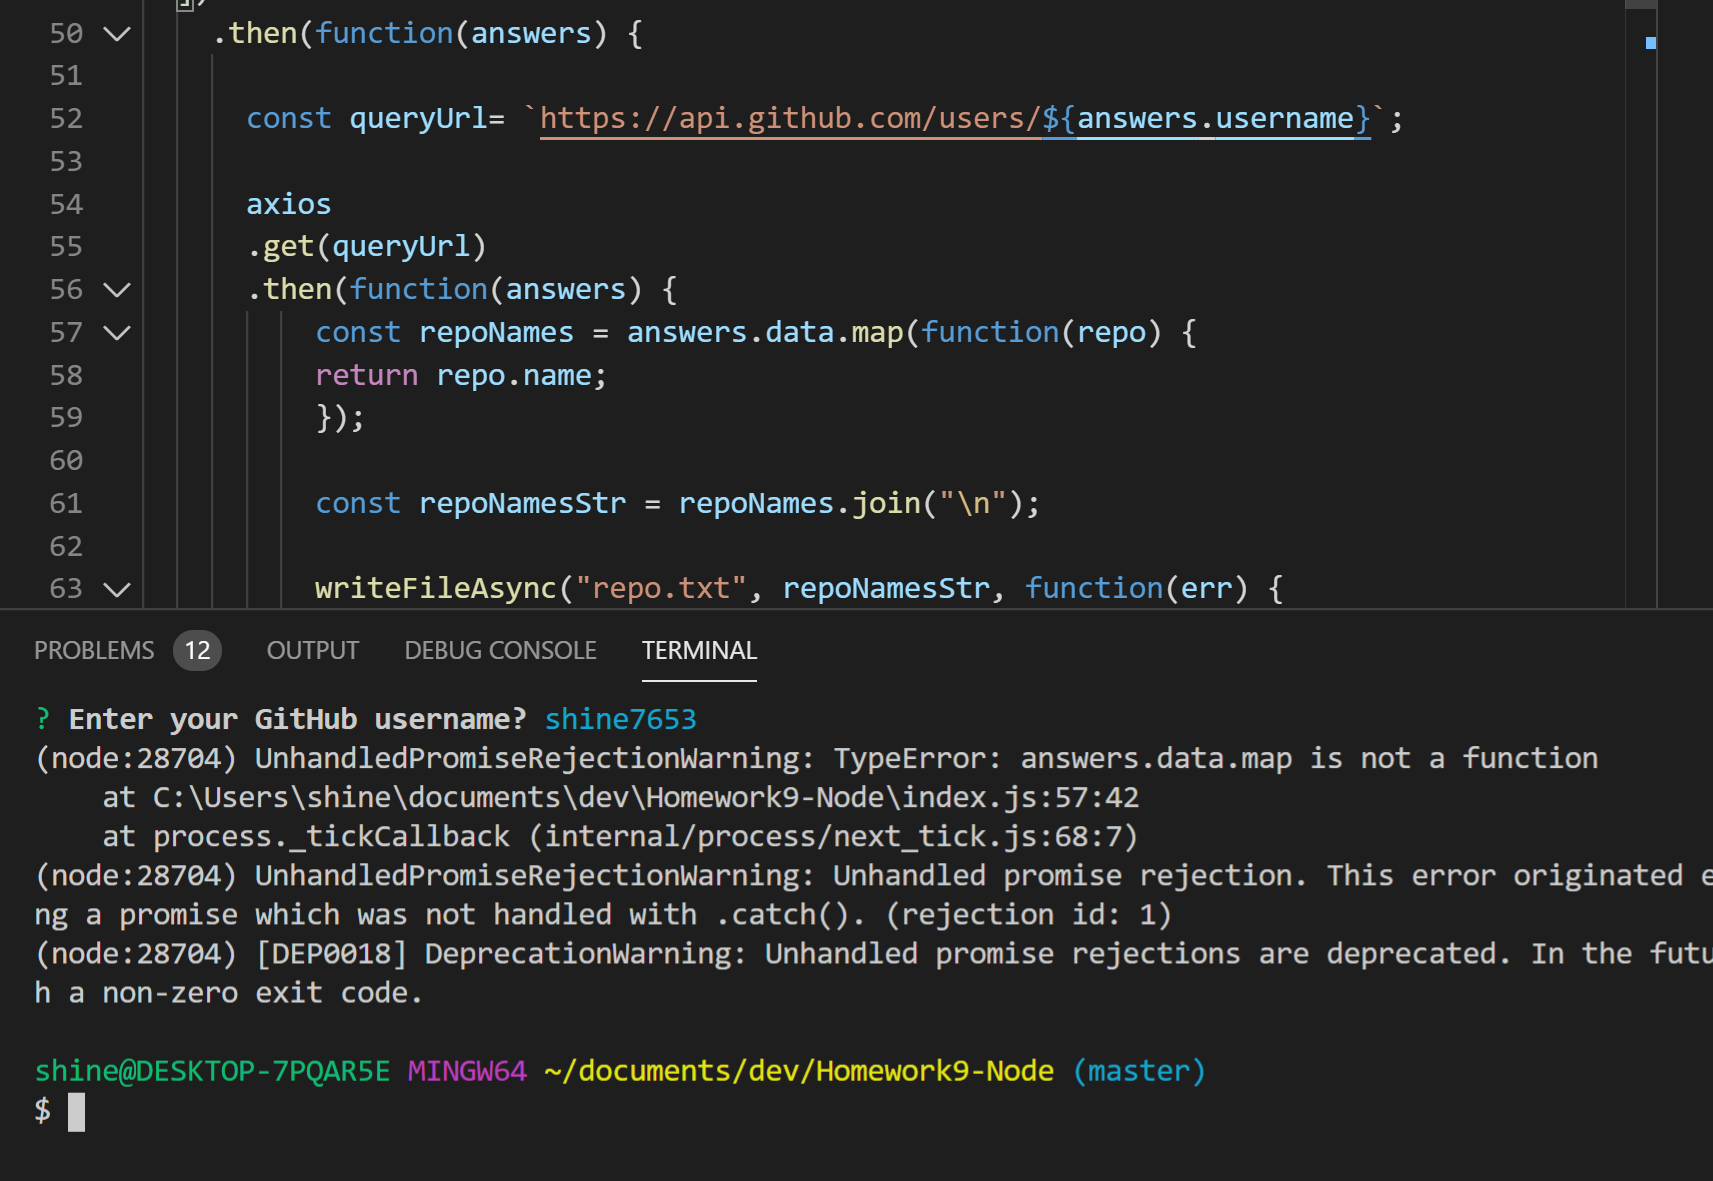 50 .then(function(answers) {
51
52 const queryUrl= `https://api.github.com/users/${answers.username}`;
53
54 axios
55 .get(queryUrl)
56 .then(function(answers) {
57 const repoNames = answers.data.map(function(repo) {
58 return repo.name;
59 });
60
61 const repoNamesStr = repoNames.join("\n");
62
63 writeFileAsync("repo.txt", repoNamesStr, function(err) {
PROBLEMS 12 OUTPUT DEBUG CONSOLE TERMINAL
? Enter your GitHub username? shine7653
(node:28704) UnhandledPromiseRejectionWarning: TypeError: answers.data.map is not a function
at C:\Users\shine\documents\dev\Homework9-Node\index.js:57:42
at process._tickCallback (internal/process/next_tick.js:68:7)
(node:28704) UnhandledPromiseRejectionWarning: Unhandled promise rejection. This error originated e
ng a promise which was not handled with .catch(). (rejection id: 1)
(node:28704) [DEP0018] DeprecationWarning: Unhandled promise rejections are deprecated. In the futu
h a non-zero exit code.
shine@DESKTOP-7PQAR5E MINGW64 ~/documents/dev/Homework9-Node (master)
$